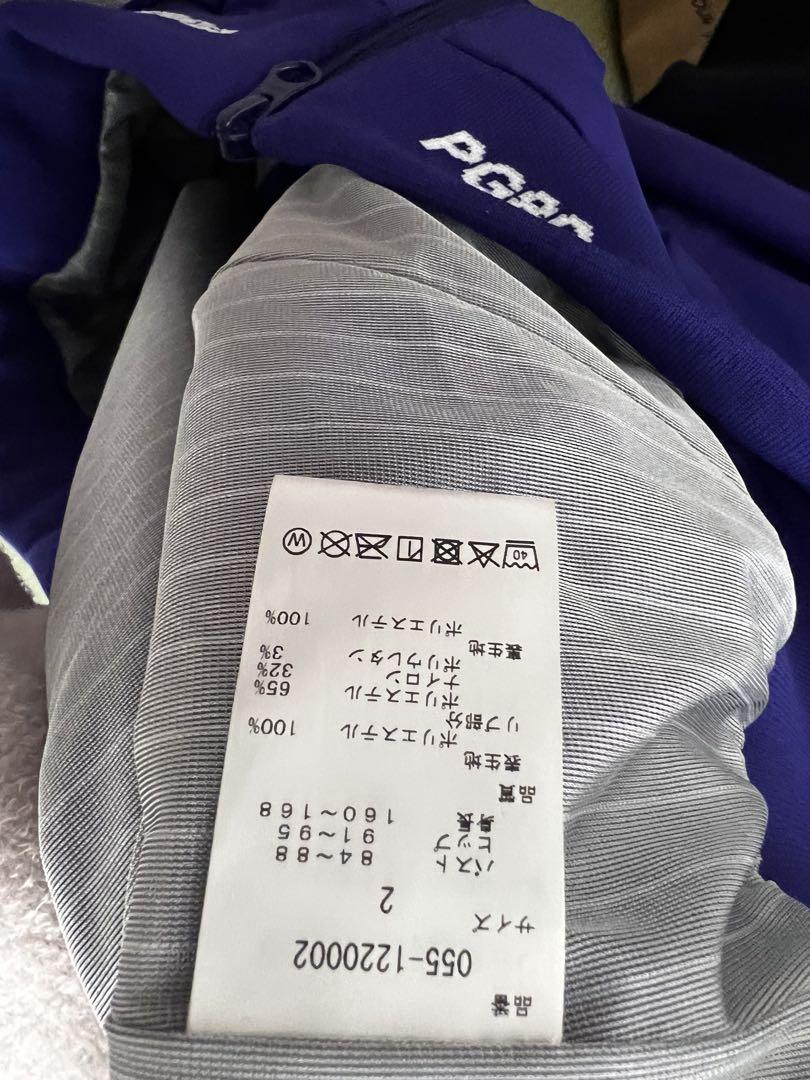 品番
055-1220002
サイズ
2
バスト 84～88
ヒップ 91～95
身長 160～168
品質
表生地
ポリエステル 100%
リブ部分
ポリエステル 65%
ナイロン 32%
ポリウレタン 3%
裏生地
ポリエステル 100%
40 W